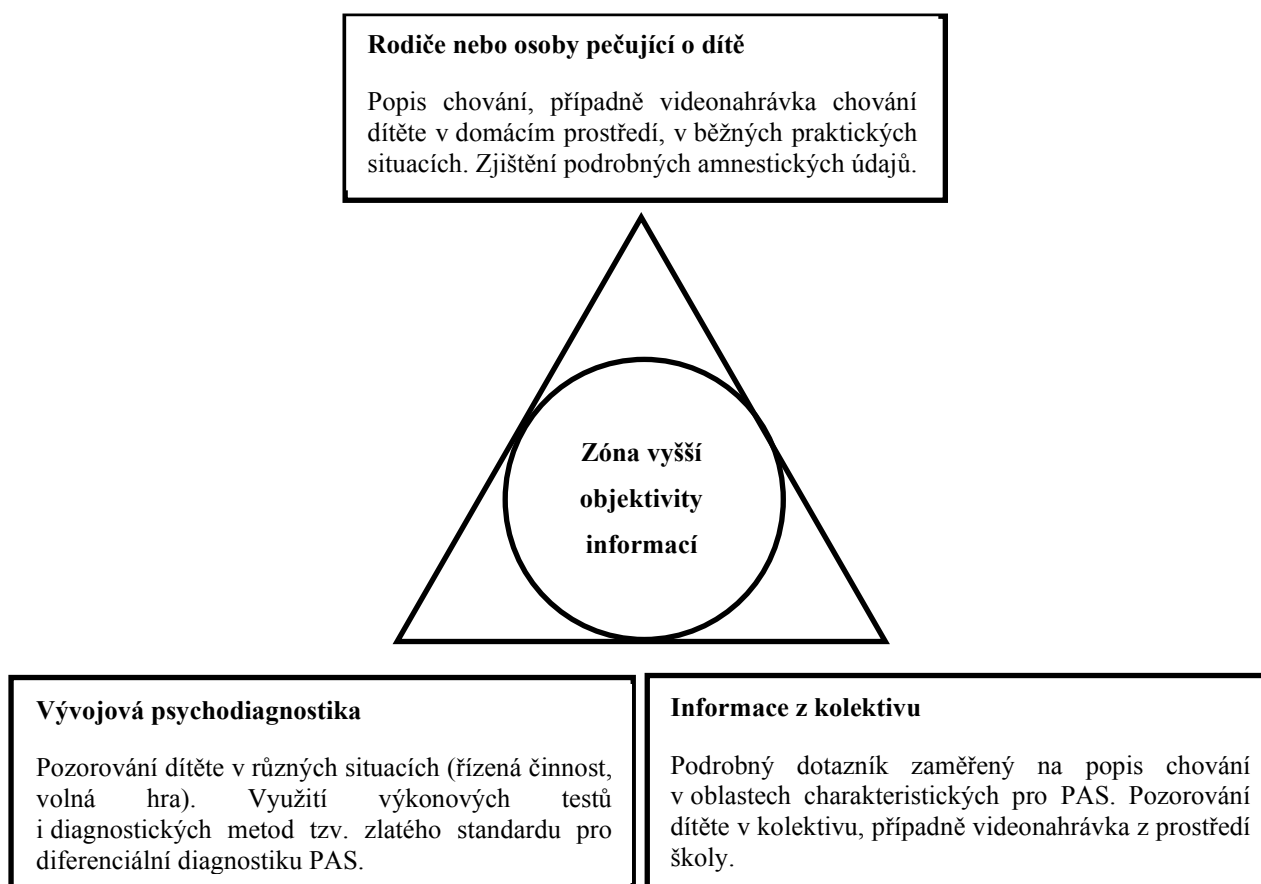 Rodiče nebo osoby pečující o dítě
Popis chování, případně videonahrávka chování
dítěte v domácím prostředí, v běžných praktických
situacích. Zjištění podrobných amnestických údajů.
Zóna vyšší
objektivity
informací
Vývojová psychodiagnostika
Pozorování dítěte v různých situacích (řízená činnost,
volná hra). Využití výkonových testů
i diagnostických metod tzv. zlatého standardu pro
diferenciální diagnostiku PAS.
Informace z kolektivu
Podrobný dotazník zaměřený na popis chování
v oblastech charakteristických pro PAS. Pozorování
dítěte v kolektivu, případně videonahrávka z prostředí
školy.